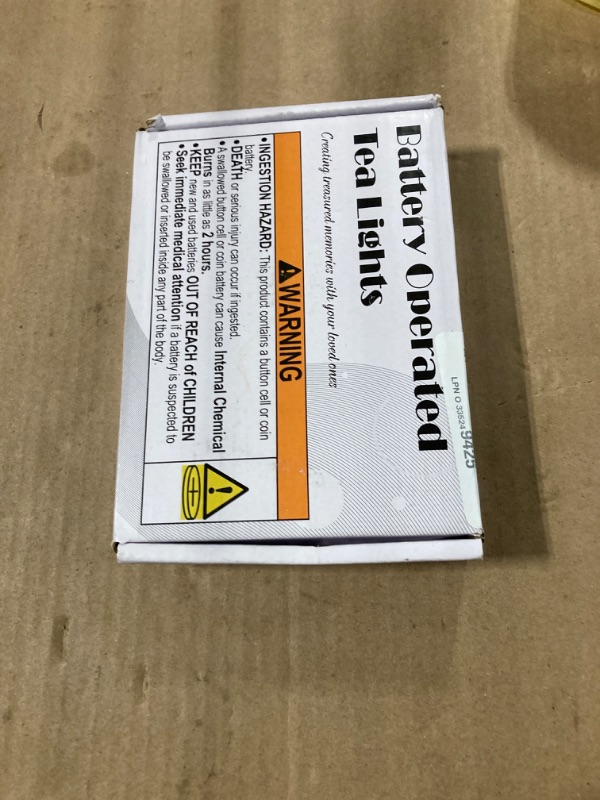 Battery Operated
Tea Lights
Creating treasured memories with your loved ones
WARNING
•INGESTION HAZARD: This product contains a button cell or coin
battery.
•DEATH or serious injury can occur if ingested.
•A swallowed button cell or coin battery can cause Internal Chemical
Burns in as little as 2 hours.
•KEEP new and used batteries OUT OF REACH of CHILDREN
•Seek immediate medical attention if a battery is suspected to
be swallowed or inserted inside any part of the body.
LPN O 33524 9425